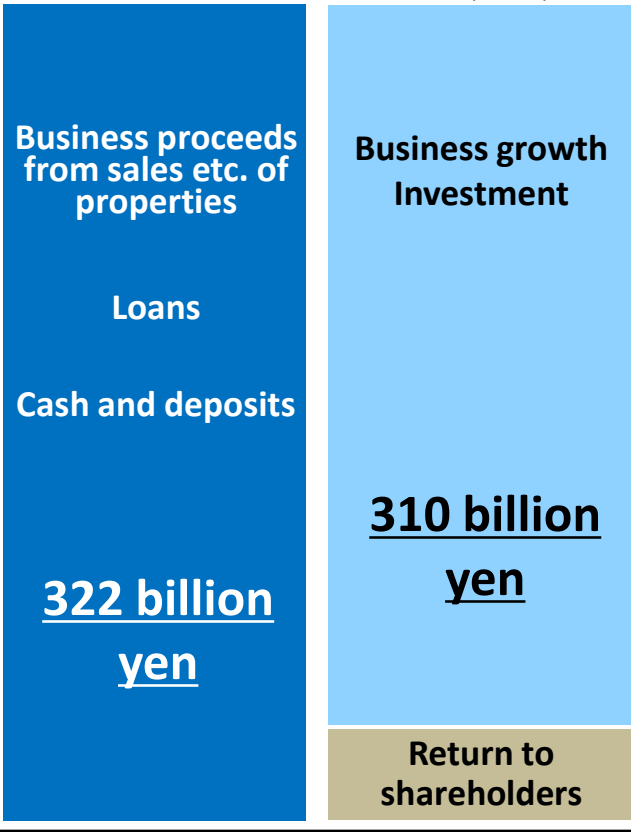 Business proceeds
from sales etc. of
properties
Loans
Cash and deposits
322 billion
yen
Business growth
Investment
310 billion
yen
Return to
shareholders